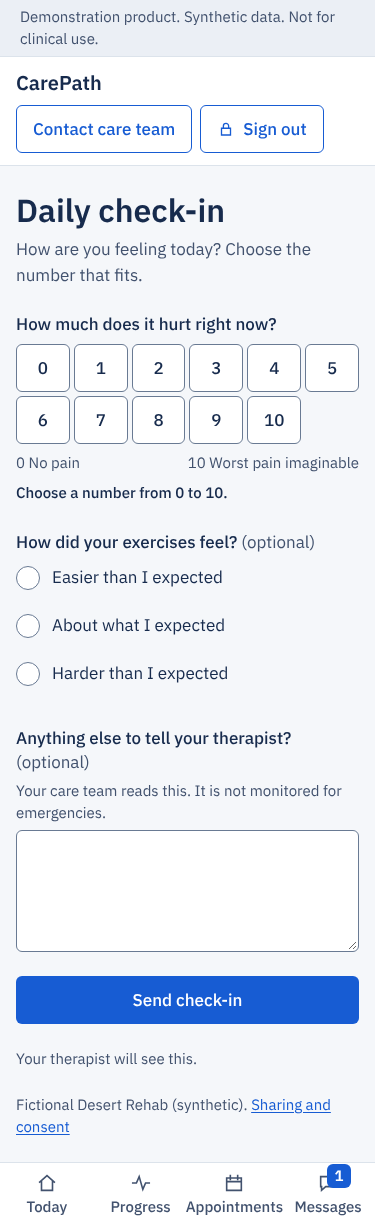 Demonstration product. Synthetic data. Not for
clinical use.
CarePath
Contact care team
Sign out
Daily check-in
How are you feeling today? Choose the
number that fits.
How much does it hurt right now?
0 1 2 3 4 5
6 7 8 9 10
0 No pain
10 Worst pain imaginable
Choose a number from 0 to 10.
How did your exercises feel? (optional)
Easier than I expected
About what I expected
Harder than I expected
Anything else to tell your therapist?
(optional)
Your care team reads this. It is not monitored for
emergencies.
Send check-in
Your therapist will see this.
Fictional Desert Rehab (synthetic). Sharing and
consent
1
Today Progress Appointments Messages